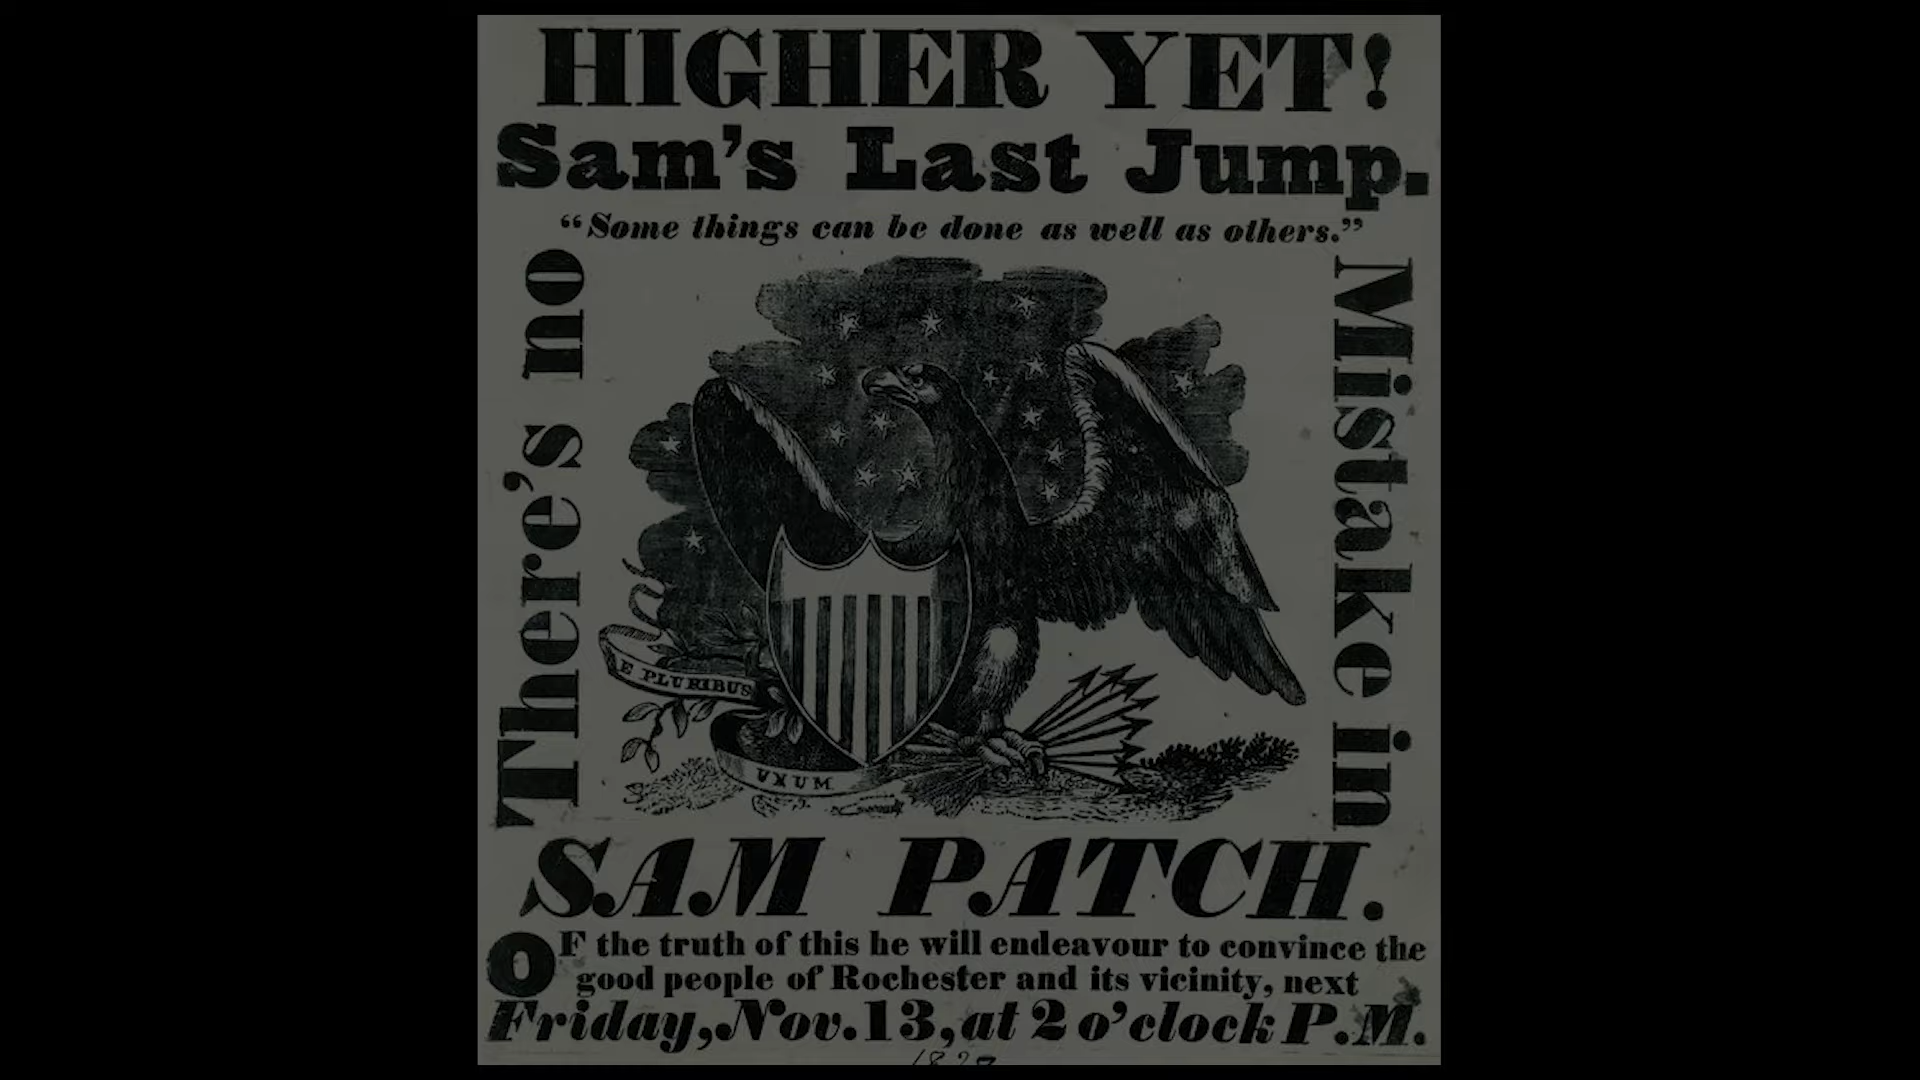 HIGHER YET!
Sam's Last Jump.
“Some things can be done as well as others.”
There's no
Mistake in
E PLURIBUS
UNUM
SAM PATCH.
OF the truth of this he will endeavour to convince the
good people of Rochester and its vicinity, next
Friday, Nov. 13, at 2 o'clock P.M.